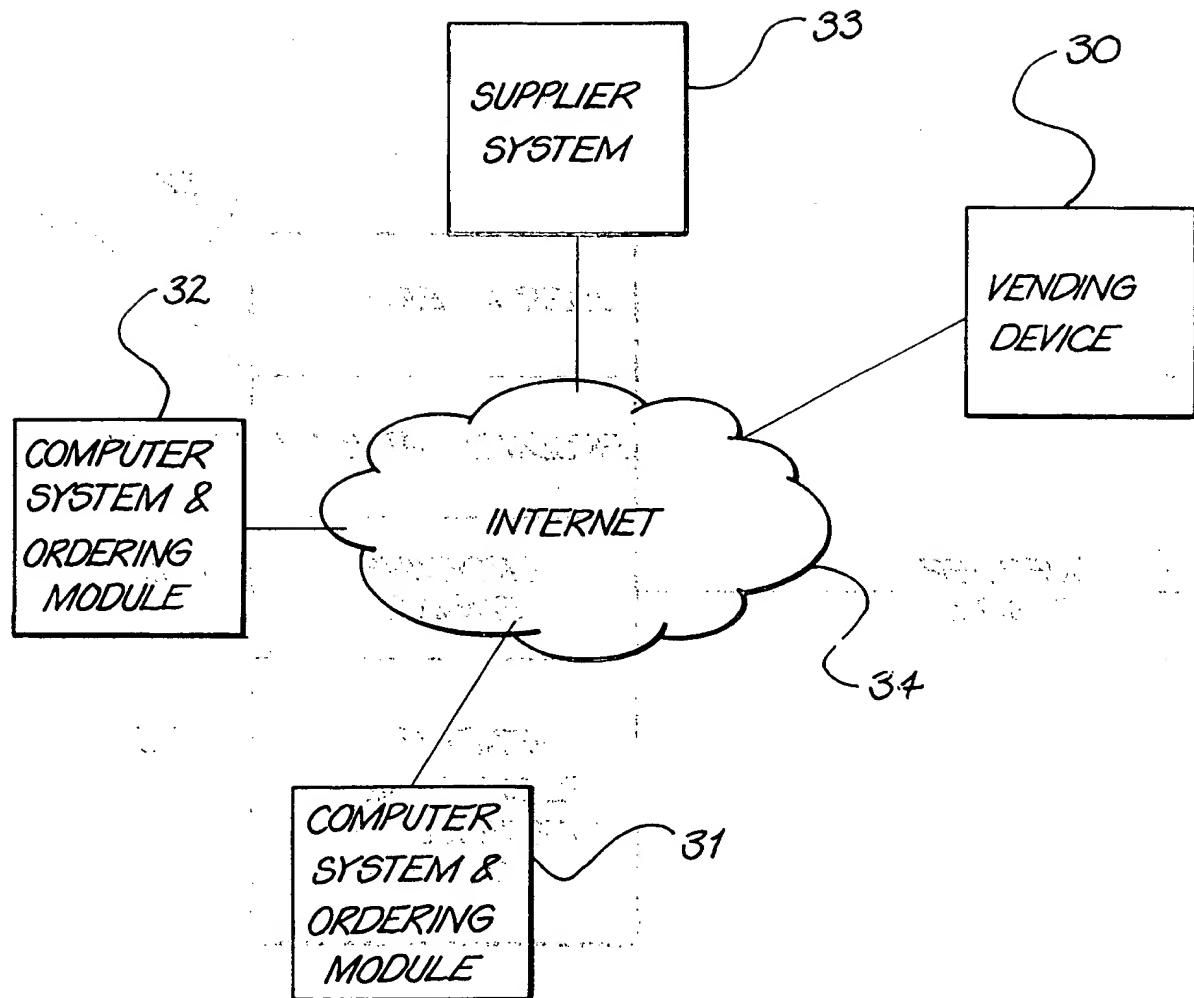 33
SUPPLIER
SYSTEM
30
VENDING
DEVICE
32
COMPUTER
SYSTEM &
ORDERING
MODULE
INTERNET
34
COMPUTER
SYSTEM &
ORDERING
MODULE
31